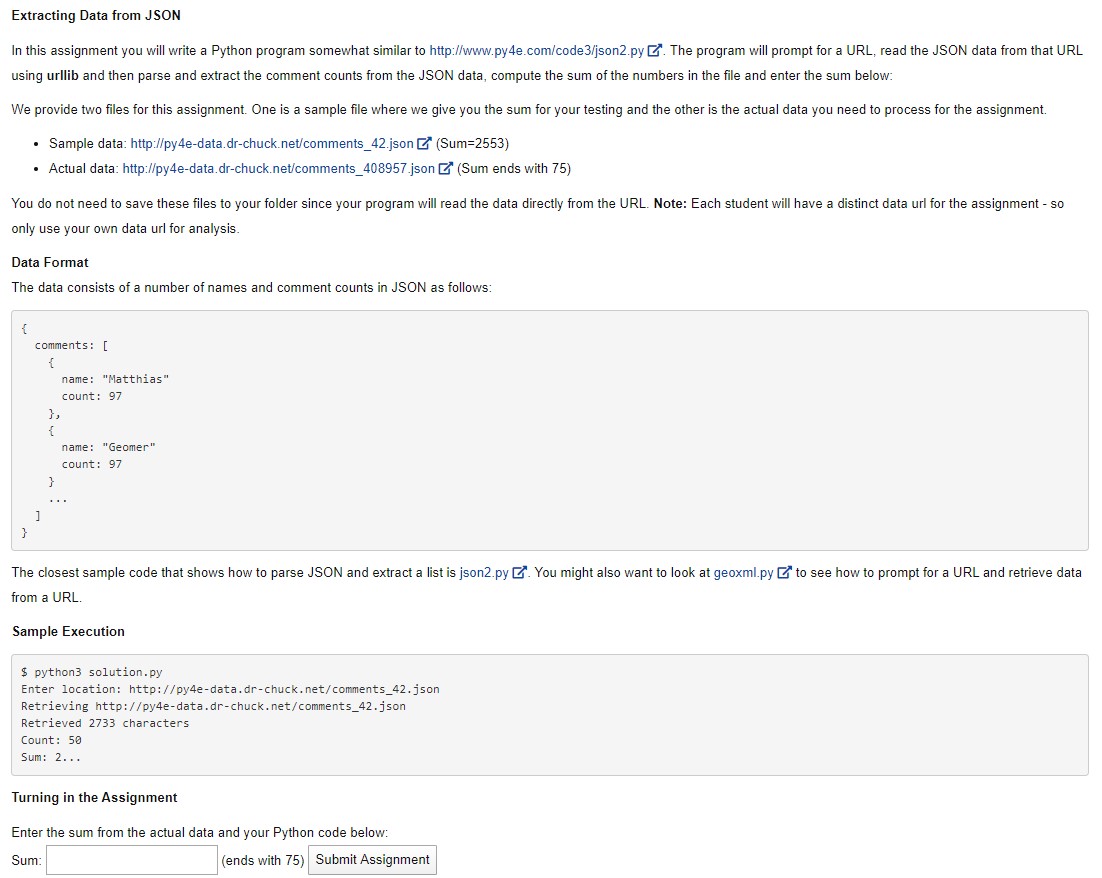 Extracting Data from JSON
In this assignment you will write a Python program somewhat similar to http://www.py4e.com/code3/json2.py. The program will prompt for a URL, read the JSON data from that URL
using urllib and then parse and extract the comment counts from the JSON data, compute the sum of the numbers in the file and enter the sum below:
We provide two files for this assignment. One is a sample file where we give you the sum for your testing and the other is the actual data you need to process for the assignment.
• Sample data: http://py4e-data.dr-chuck.net/comments_42.json (Sum=2553)
• Actual data: http://py4e-data.dr-chuck.net/comments_408957.json (Sum ends with 75)
You do not need to save these files to your folder since your program will read the data directly from the URL. Note: Each student will have a distinct data url for the assignment - so
only use your own data url for analysis.
Data Format
The data consists of a number of names and comment counts in JSON as follows:
{
  comments: [
    {
      name: "Matthias"
      count: 97
    },
    {
      name: "Geomer"
      count: 97
    }
    ...
  ]
}
The closest sample code that shows how to parse JSON and extract a list is json2.py. You might also want to look at geoxml.py to see how to prompt for a URL and retrieve data
from a URL.
Sample Execution
$ python3 solution.py
Enter location: http://py4e-data.dr-chuck.net/comments_42.json
Retrieving http://py4e-data.dr-chuck.net/comments_42.json
Retrieved 2733 characters
Count: 50
Sum: 2...
Turning in the Assignment
Enter the sum from the actual data and your Python code below:
Sum: (ends with 75) Submit Assignment